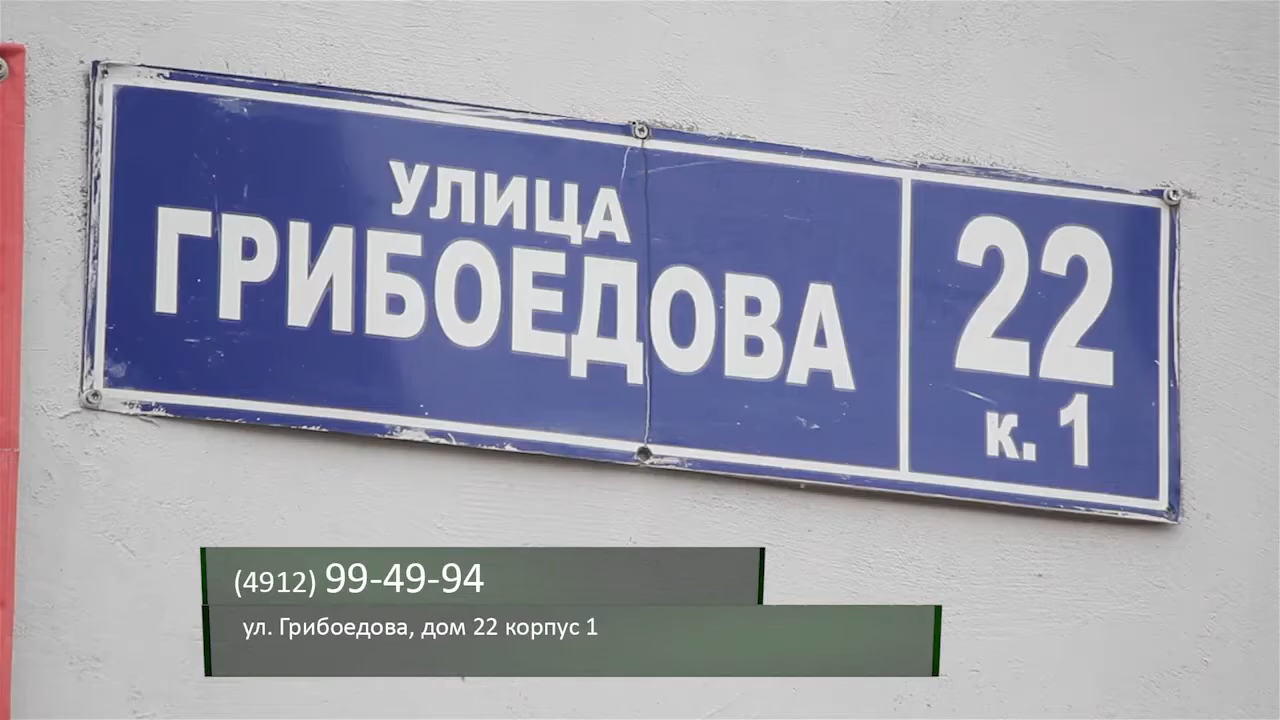 УЛИЦА
ГРИБОЕДОВА
22
к. 1
(4912) 99-49-94
ул. Грибоедова, дом 22 корпус 1